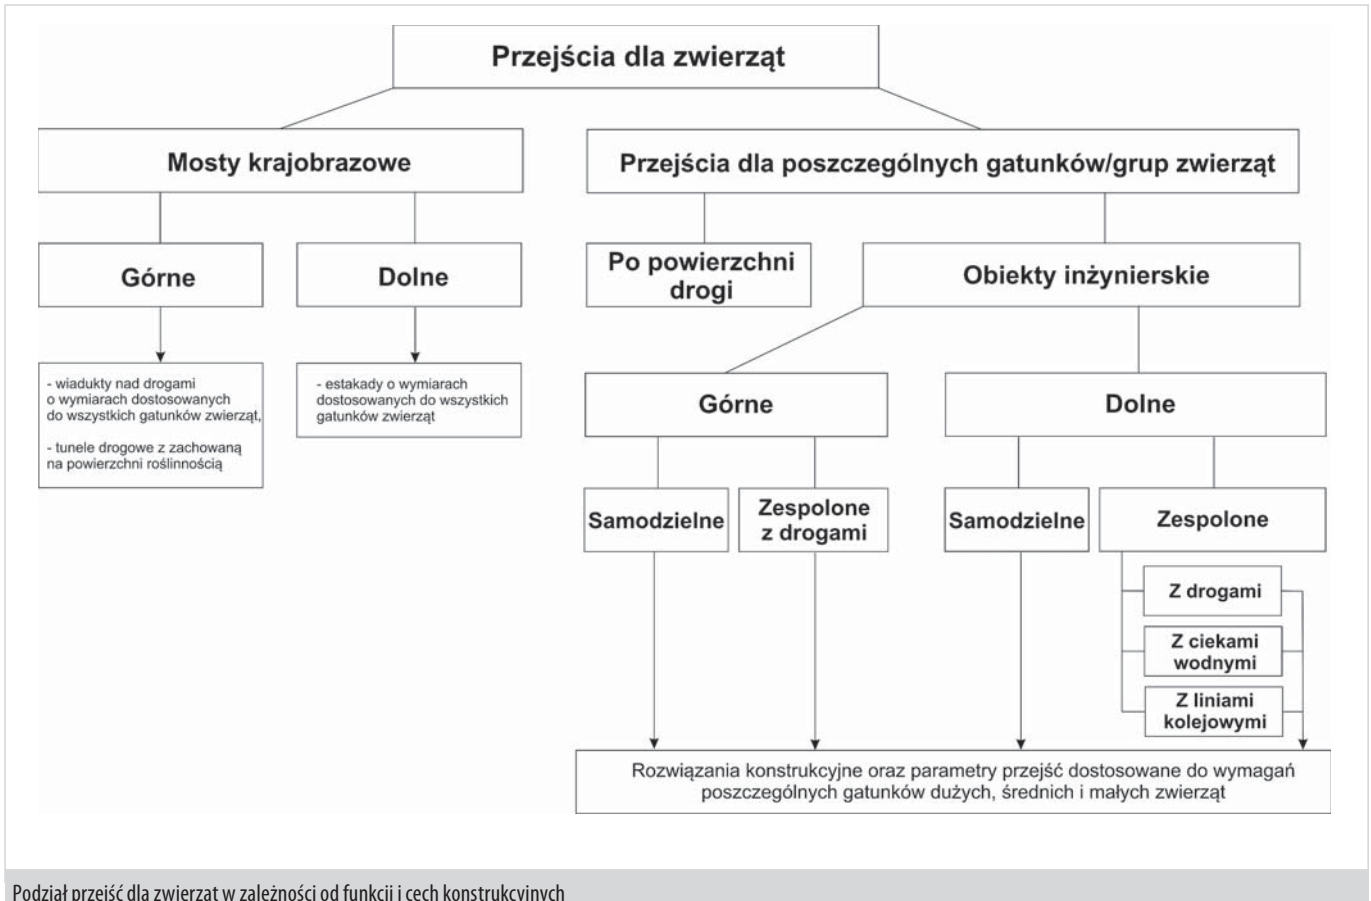 Przejścia dla zwierząt
Mosty krajobrazowe
Przejścia dla poszczególnych gatunków/grup zwierząt
Górne
Dolne
Po powierzchni
drogi
Obiekty inżynierskie
- wiadukty nad drogami
o wymiarach dostosowanych
do wszystkich gatunków zwierząt,
- tunele drogowe z zachowaną
na powierzchni roślinnością
- estakady o wymiarach
dostosowanych do wszystkich
gatunków zwierząt
Górne
Dolne
Samodzielne
Zespolone
z drogami
Samodzielne
Zespolone
Z drogami
Z ciekami
wodnymi
Z liniami
kolejowymi
Rozwiązania konstrukcyjne oraz parametry przejść dostosowane do wymagań
poszczególnych gatunków dużych, średnich i małych zwierząt
Podział przejść dla zwierząt w zależności od funkcji i cech konstrukcyjnych